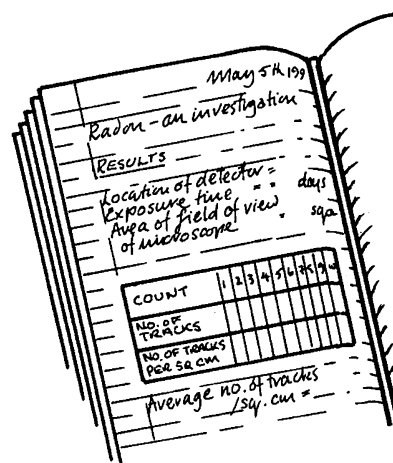 May 5th 199
Radon - an investigation
RESULTS
Location of detector =
Exposure time = = days
Area of field of view . sq a
of microscope
COUNT 1 2 3 4 5 6 7 8 9 10
NO. OF
TRACKS
NO. OF TRACKS
PER SQ CM
Average no. of tracks
/sq. cm =